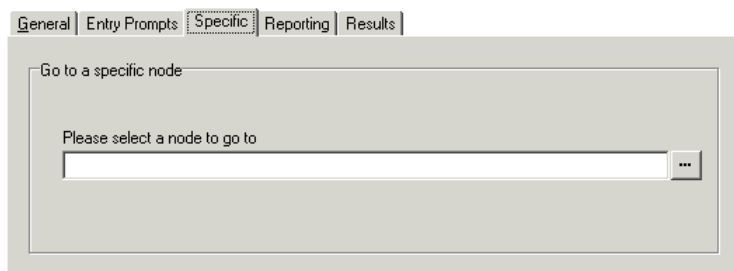 General Entry Prompts Specific Reporting Results
Go to a specific node
Please select a node to go to
...